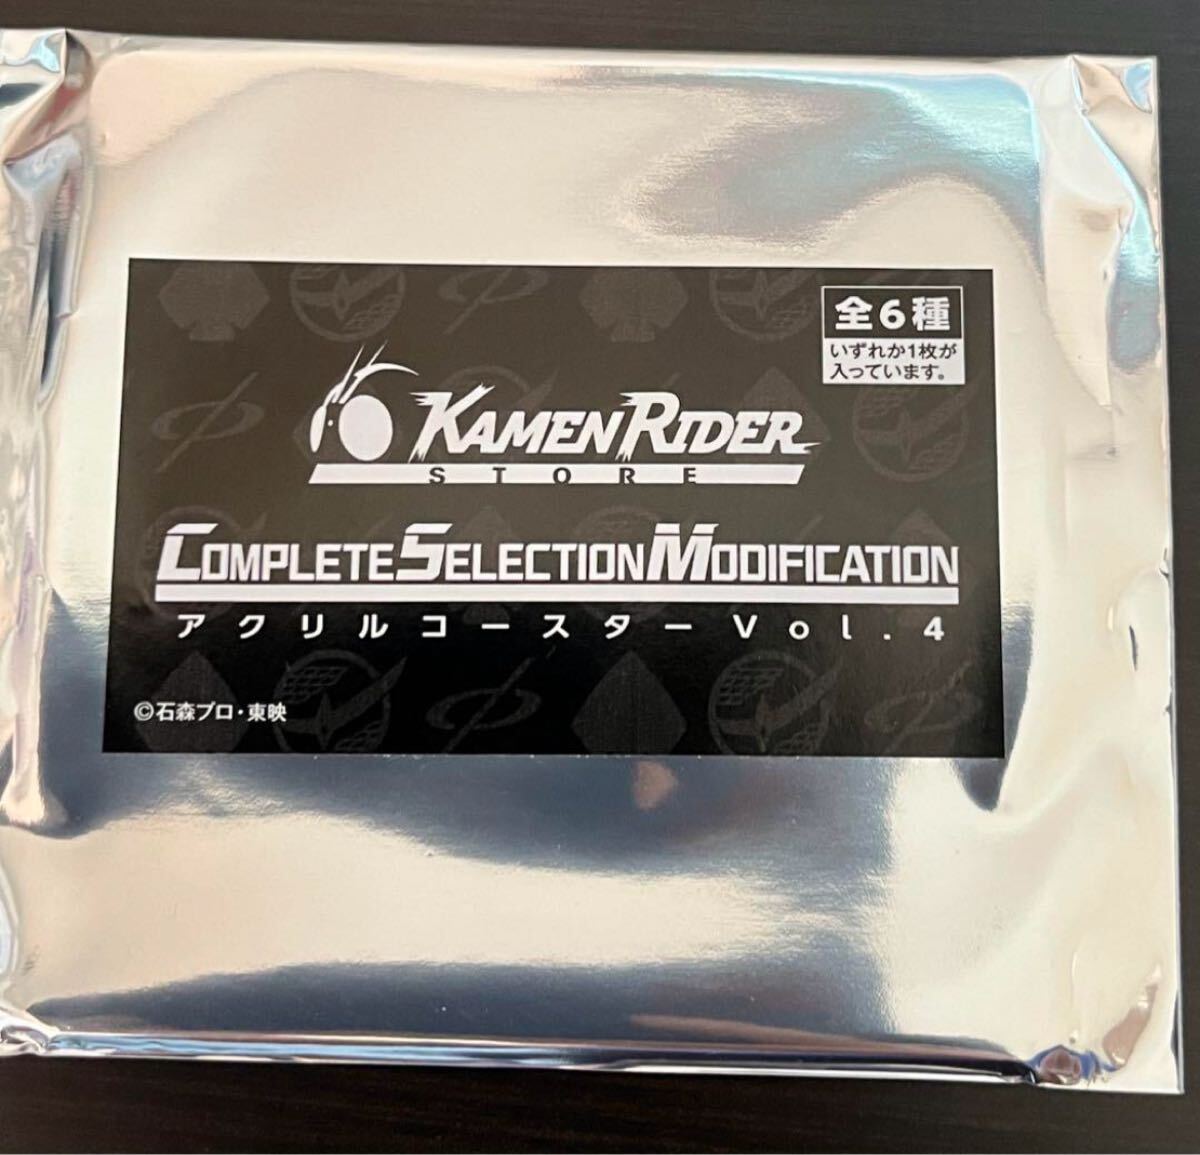 全6種
いずれか1枚が
入っています。
KAMEN RIDER
STORE
COMPLETE SELECTION MODIFICATION
アクリルコースターVol.4
©石森プロ・東映